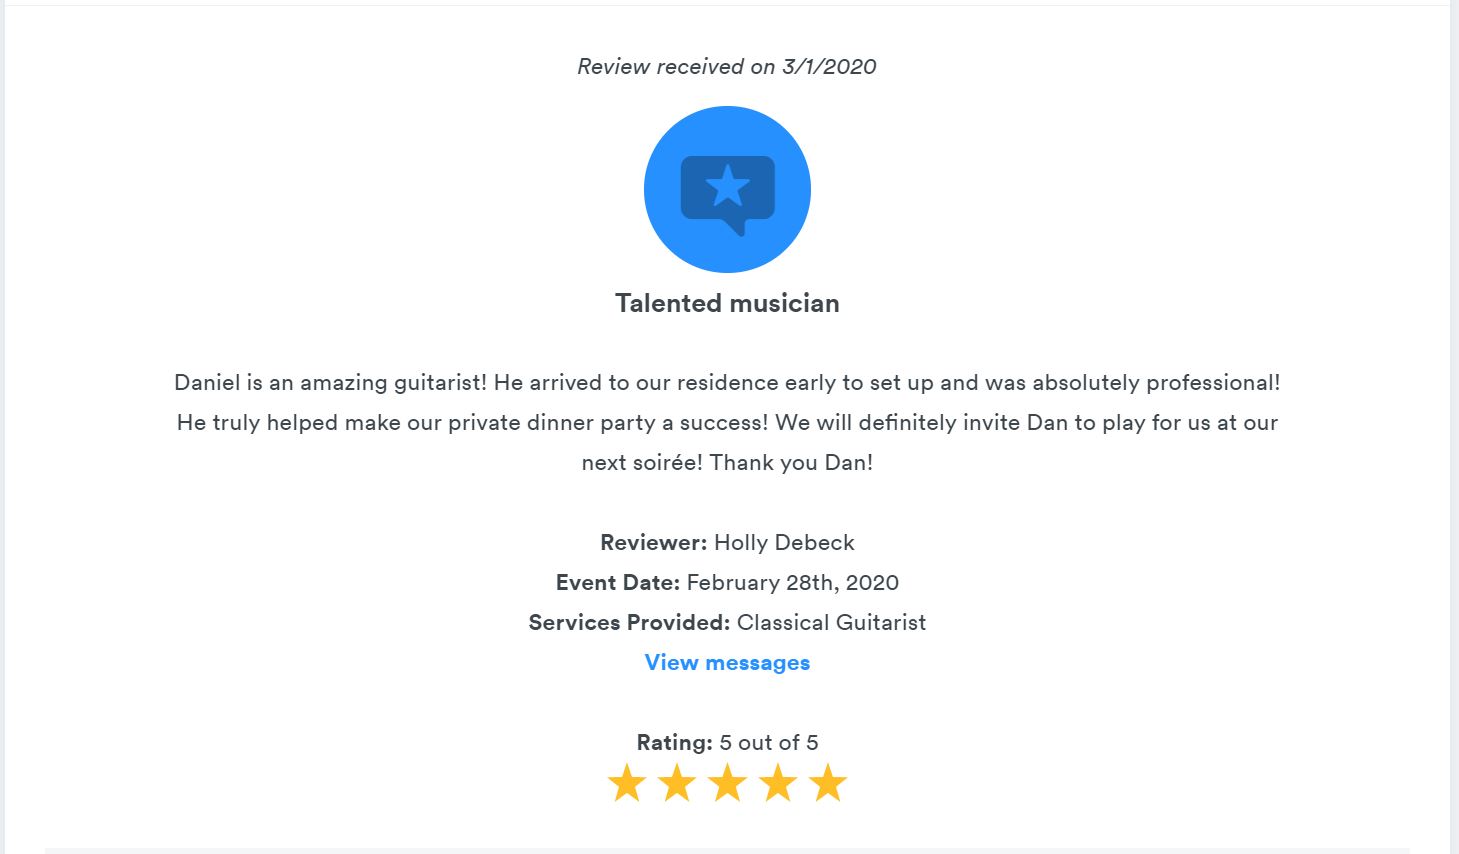 Review received on 3/1/2020
Talented musician
Daniel is an amazing guitarist! He arrived to our residence early to set up and was absolutely professional!
He truly helped make our private dinner party a success! We will definitely invite Dan to play for us at our
next soirée! Thank you Dan!
Reviewer: Holly Debeck
Event Date: February 28th, 2020
Services Provided: Classical Guitarist
View messages
Rating: 5 out of 5